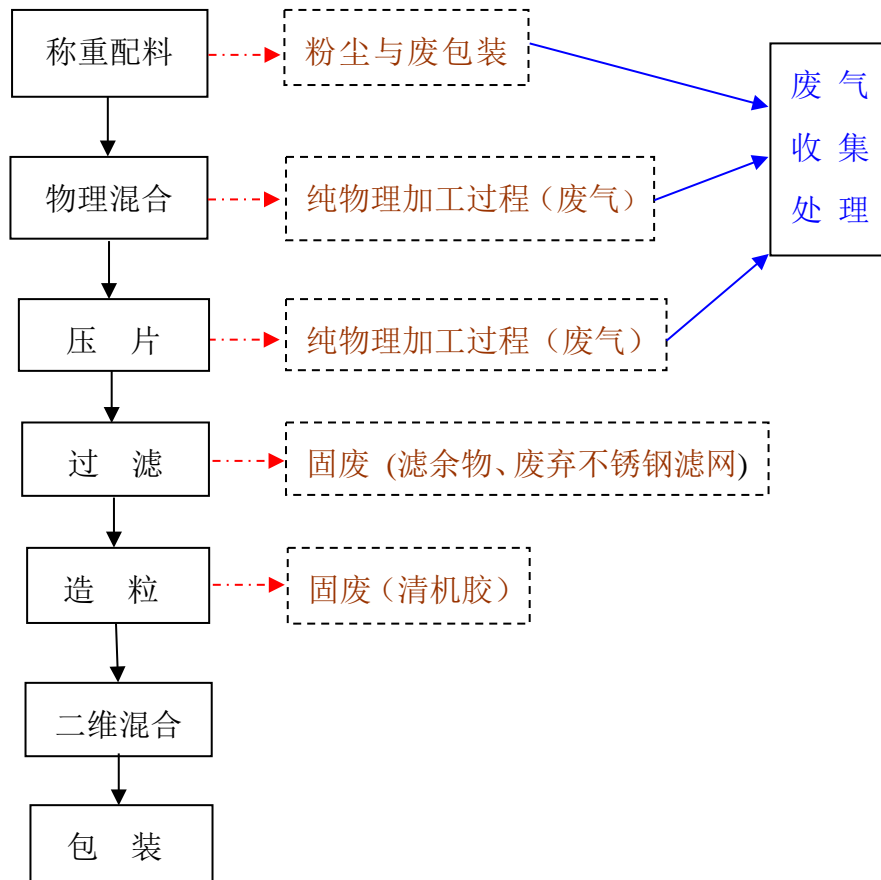 称重配料
粉尘与废包装
废 气
收 集
处 理
物理混合
纯物理加工过程（废气）
压 片
纯物理加工过程（废气）
过 滤
固废 (滤余物、废弃不锈钢滤网)
造 粒
固废（清机胶）
二维混合
包 装